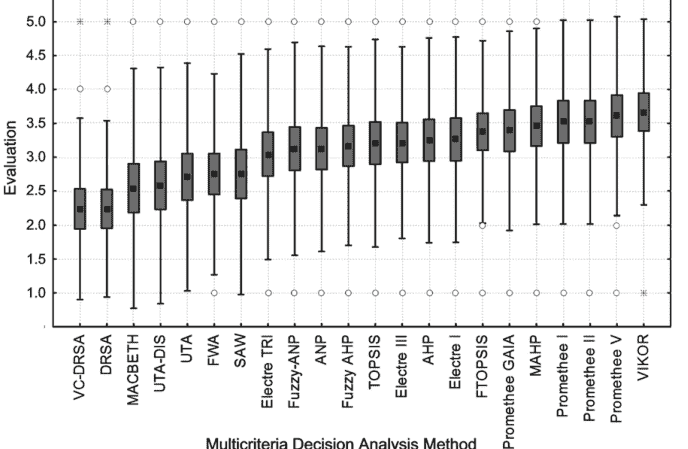 Evaluation
5.0
4.5
4.0
3.5
3.0
2.5
2.0
1.5
1.0
VC-DRSA
DRSA
MACBETH
UTA-DIS
UTA
FWA
SAW
Electre TRI
Fuzzy-ANP
ANP
Fuzzy AHP
TOPSIS
Electre III
AHP
Electre I
FTOPSIS
Promethee GAIA
MAHP
Promethee I
Promethee II
Promethee V
VIKOR
Multicriteria Decision Analysis Method